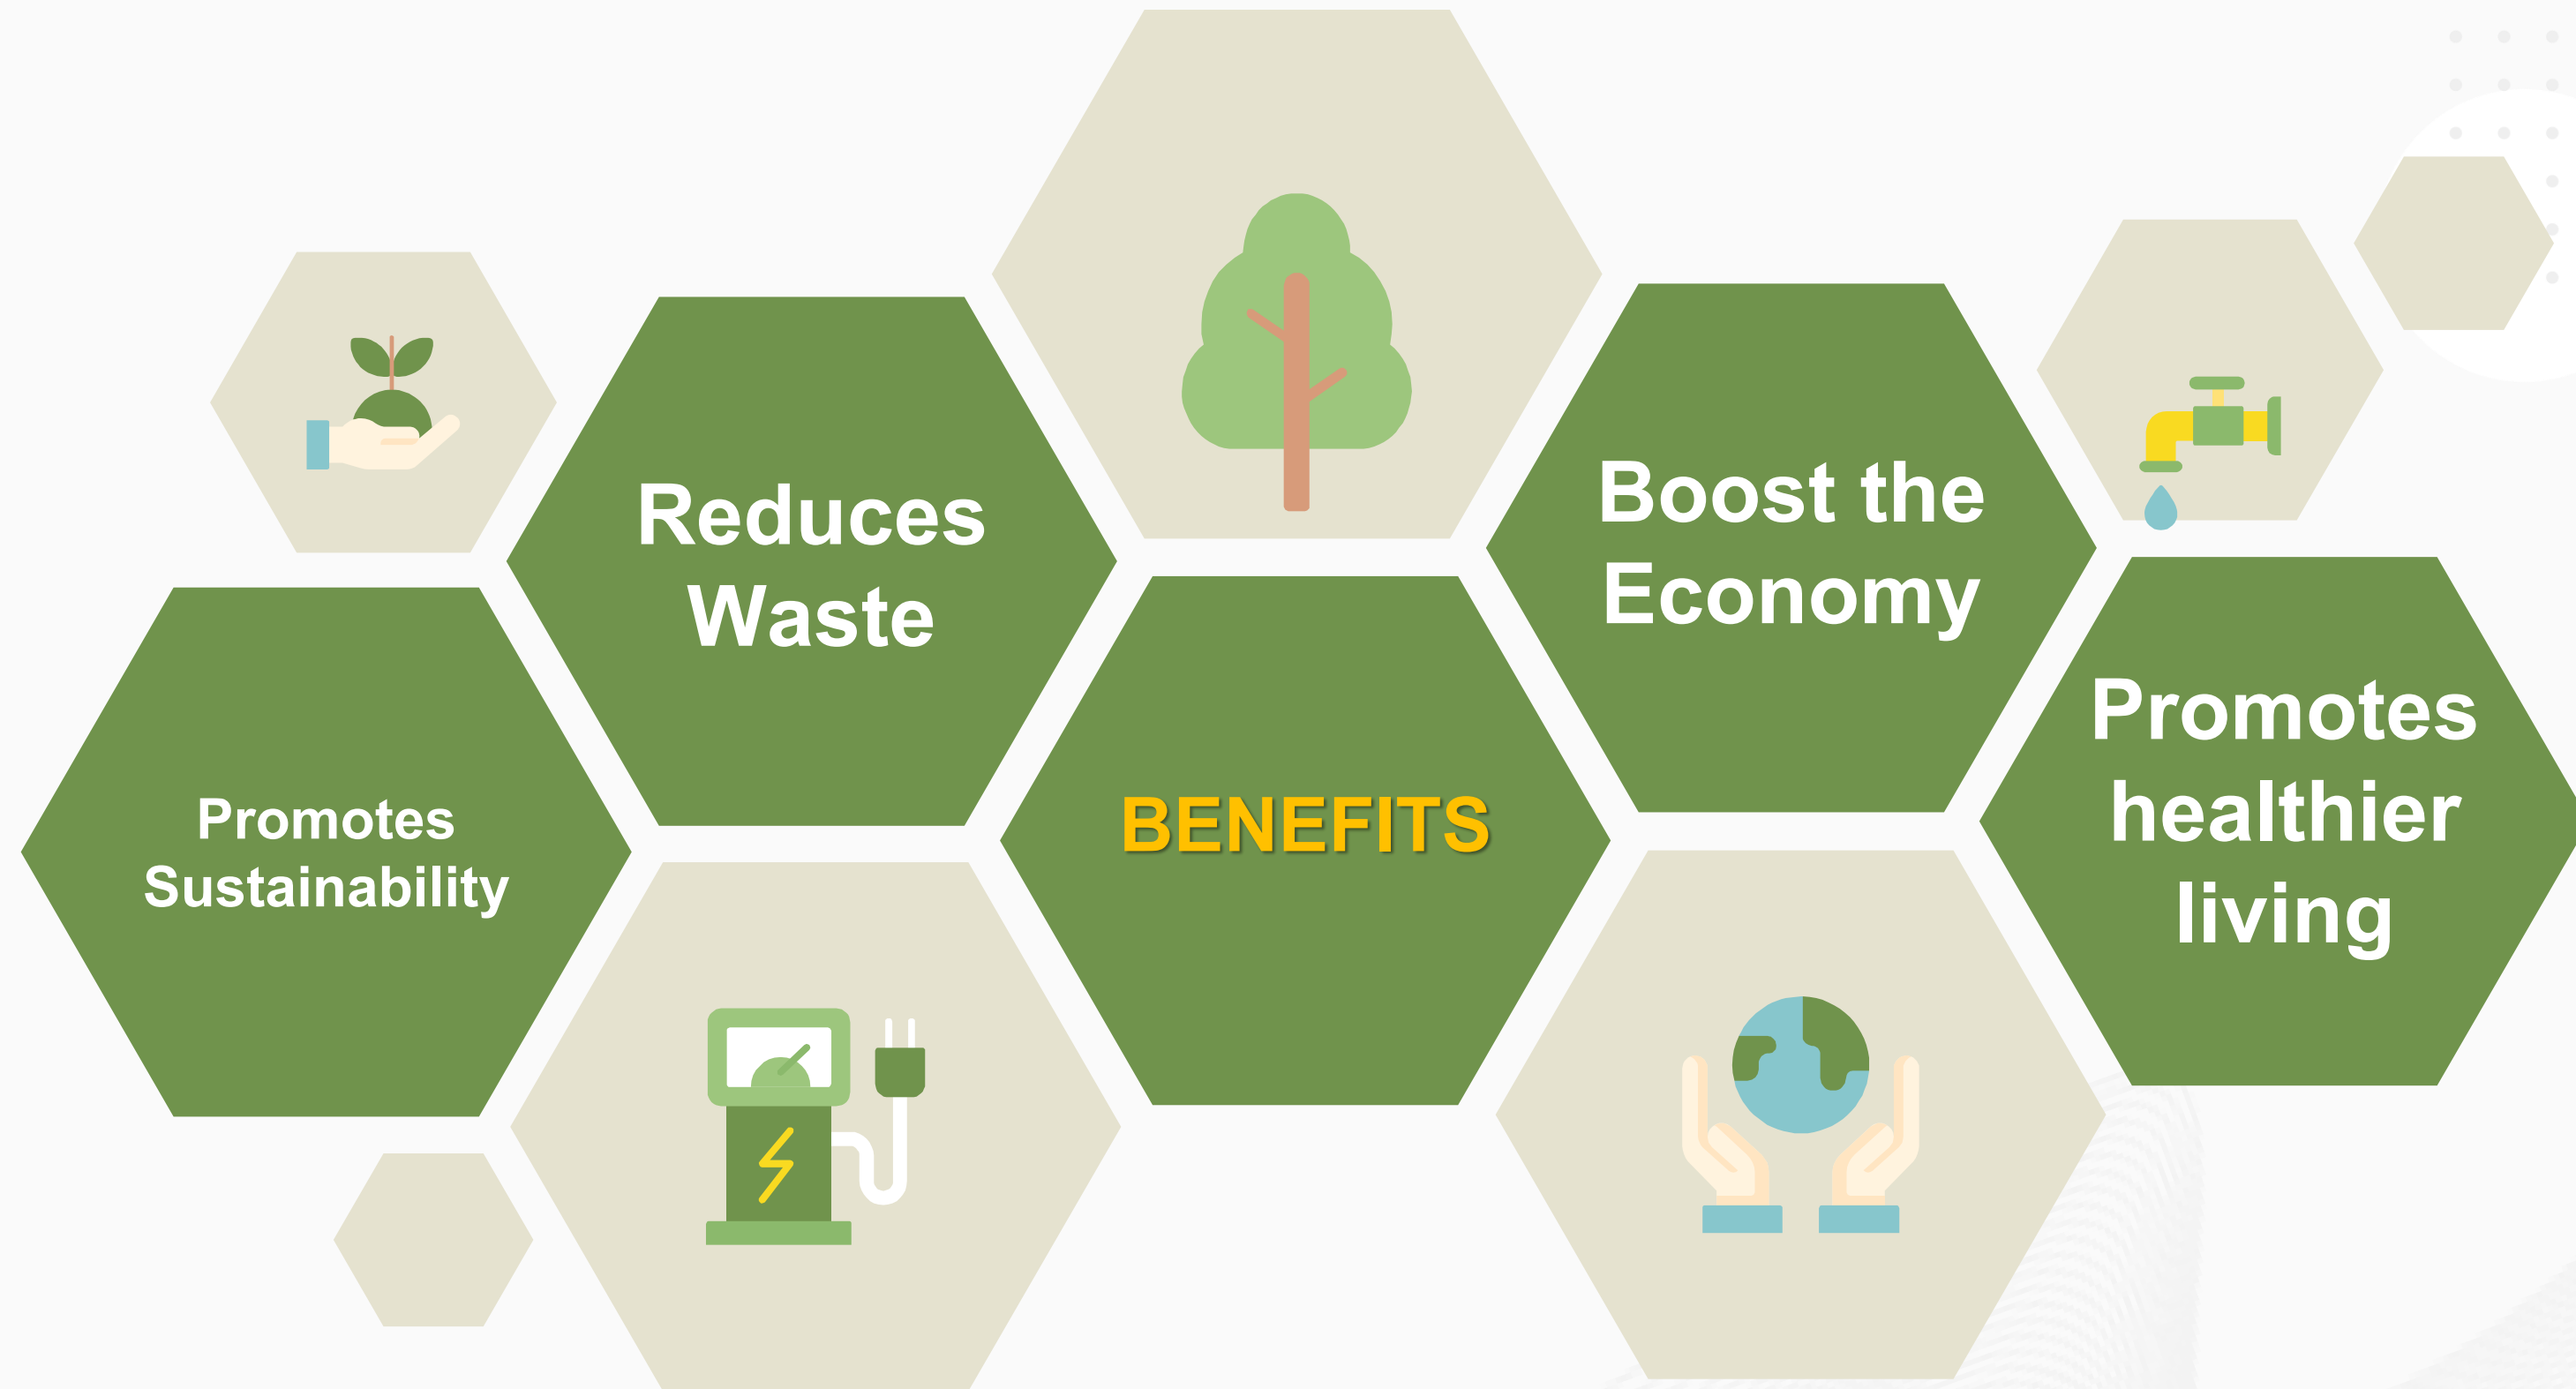 Promotes
Sustainability
Reduces
Waste
BENEFITS
Boost the
Economy
Promotes
healthier
living